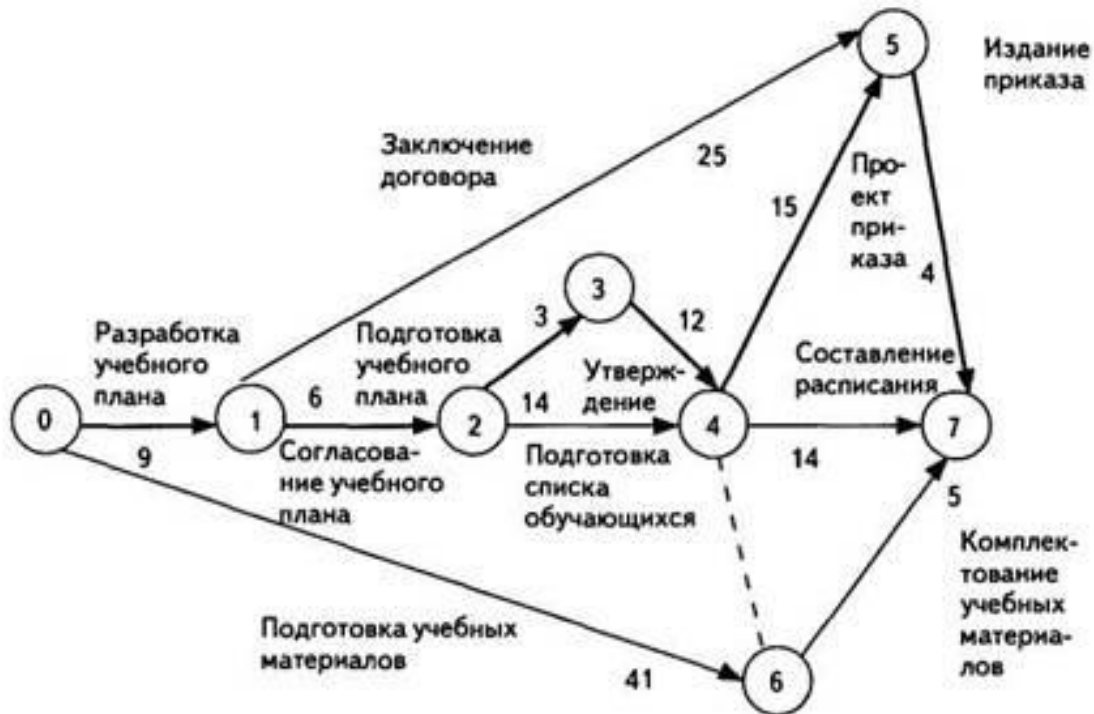 5
Издание
приказа
Заключение
договора
25
Про-
ект
при-
каза
15
4
3
3
12
Разработка
учебного
плана
Подготовка
учебного
плана
Утверж-
дение
Составление
расписания
0
1
6
2
14
4
7
9
14
Согласова-
ние учебного
плана
Подготовка
списка
обучающихся
5
Комплек-
тование
учебных
материа-
лов
Подготовка учебных
материалов
41
6